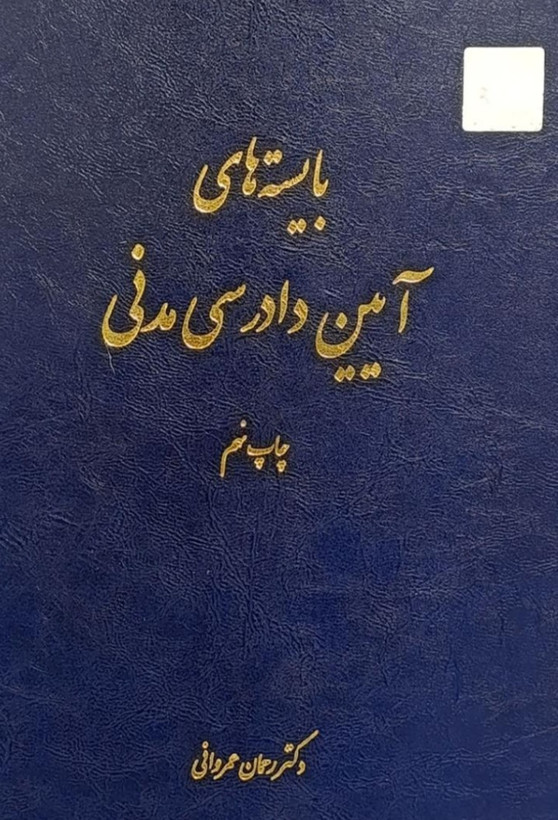 بایسته‌های
آیین دادرسی مدنی
چاپ نهم
دکتر رحمان عمروانی